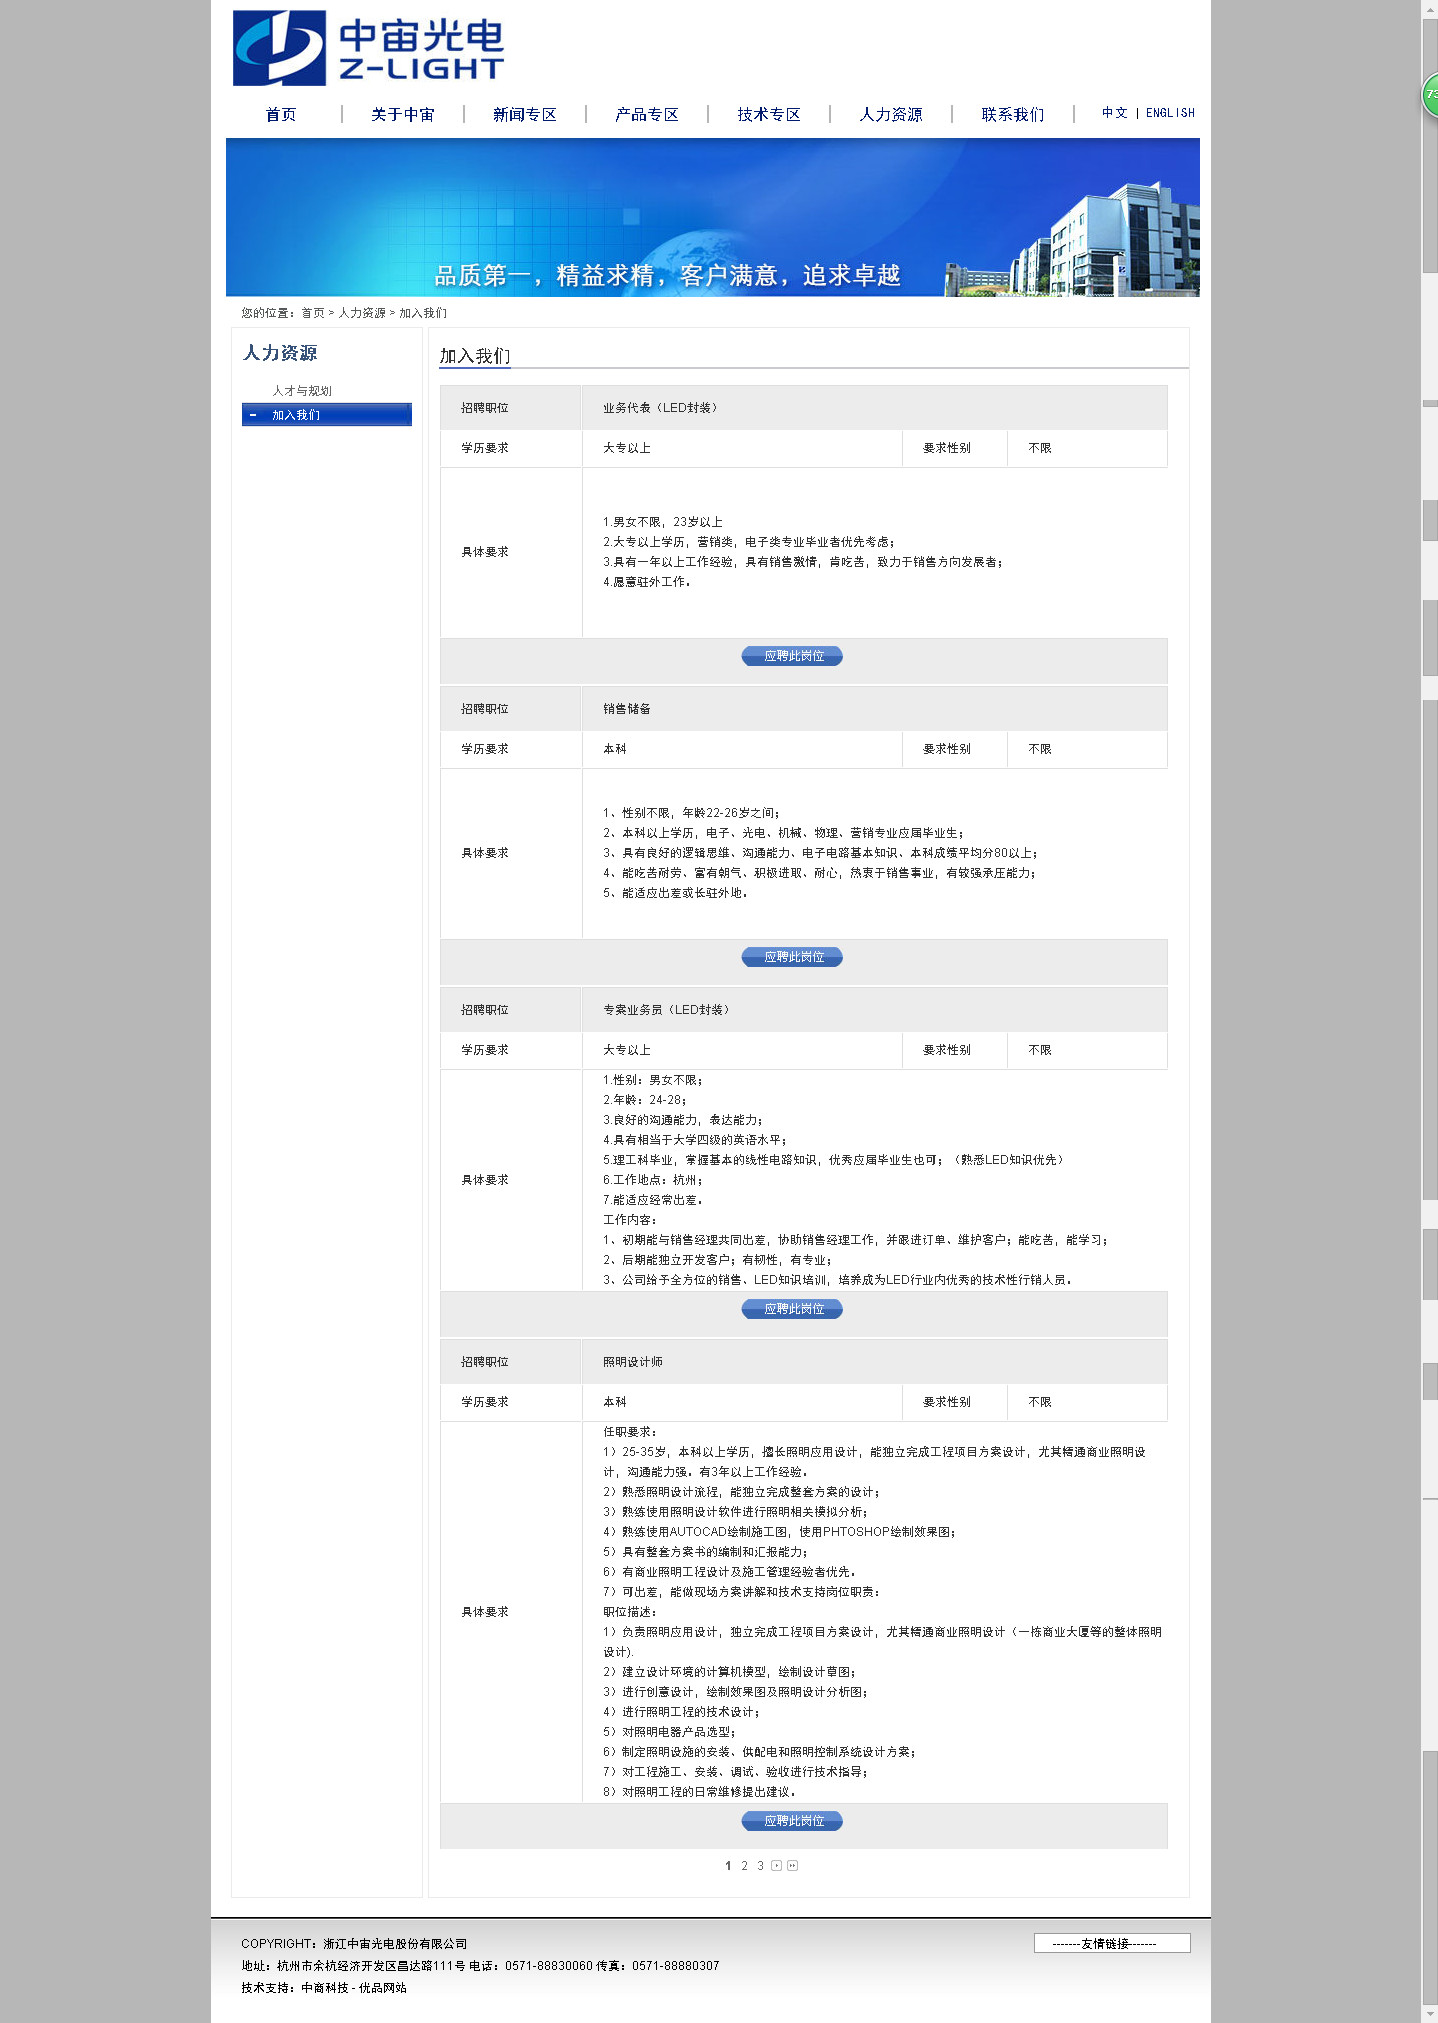 中宙光电
Z-LIGHT
首页 关于中宙 新闻专区 产品专区 技术专区 人力资源 联系我们 中文 | ENGLISH
品质第一，精益求精，客户满意，追求卓越
您的位置：首页 > 人力资源 > 加入我们
人力资源
人才与规划
加入我们
加入我们
招聘职位 业务代表（LED封装）
学历要求 大专以上 要求性别 不限
具体要求
1.男女不限，23岁以上
2.大专以上学历，营销类，电子类专业毕业者优先考虑；
3.具有一年以上工作经验，具有销售激情，肯吃苦，致力于销售方向发展者；
4.愿意驻外工作。
应聘此岗位
招聘职位 销售储备
学历要求 本科 要求性别 不限
具体要求
1、性别不限，年龄22-26岁之间；
2、本科以上学历，电子、光电、机械、物理、营销专业应届毕业生；
3、具有良好的逻辑思维、沟通能力、电子电路基本知识、本科成绩平均分80以上；
4、能吃苦耐劳、富有朝气、积极进取、耐心，热衷于销售事业，有较强承压能力；
5、能适应出差或长驻外地。
应聘此岗位
招聘职位 专案业务员（LED封装）
学历要求 大专以上 要求性别 不限
具体要求
1.性别：男女不限；
2.年龄：24-28；
3.良好的沟通能力，表达能力；
4.具有相当于大学四级的英语水平；
5.理工科毕业，掌握基本的线性电路知识，优秀应届毕业生也可；（熟悉LED知识优先）
6.工作地点：杭州；
7.能适应经常出差。
工作内容：
1、初期能与销售经理共同出差，协助销售经理工作，并跟进订单、维护客户；能吃苦，能学习；
2、后期能独立开发客户；有韧性，有专业；
3、公司给予全方位的销售、LED知识培训，培养成为LED行业内优秀的技术性行销人员。
应聘此岗位
招聘职位 照明设计师
学历要求 本科 要求性别 不限
具体要求
任职要求：
1）25-35岁，本科以上学历，擅长照明应用设计，能独立完成工程项目方案设计，尤其精通商业照明设
计，沟通能力强。有3年以上工作经验。
2）熟悉照明设计流程，能独立完成整套方案的设计；
3）熟练使用照明设计软件进行照明相关模拟分析；
4）熟练使用AUTOCAD绘制施工图，使用PHTOSHOP绘制效果图；
5）具有整套方案书的编制和汇报能力；
6）有商业照明工程设计及施工管理经验者优先。
7）可出差，能做现场方案讲解和技术支持岗位职责：
职位描述：
1）负责照明应用设计，独立完成工程项目方案设计，尤其精通商业照明设计（一栋商业大厦等的整体照明
设计).
2）建立设计环境的计算机模型，绘制设计草图；
3）进行创意设计，绘制效果图及照明设计分析图；
4）进行照明工程的技术设计；
5）对照明电器产品选型；
6）制定照明设施的安装、供配电和照明控制系统设计方案；
7）对工程施工、安装、调试、验收进行技术指导；
8）对照明工程的日常维修提出建议。
应聘此岗位
1 2 3
COPYRIGHT：浙江中宙光电股份有限公司
-------友情链接-------
地址：杭州市余杭经济开发区昌达路111号 电话：0571-88830060 传真：0571-88880307
技术支持：中商科技 - 优品网站